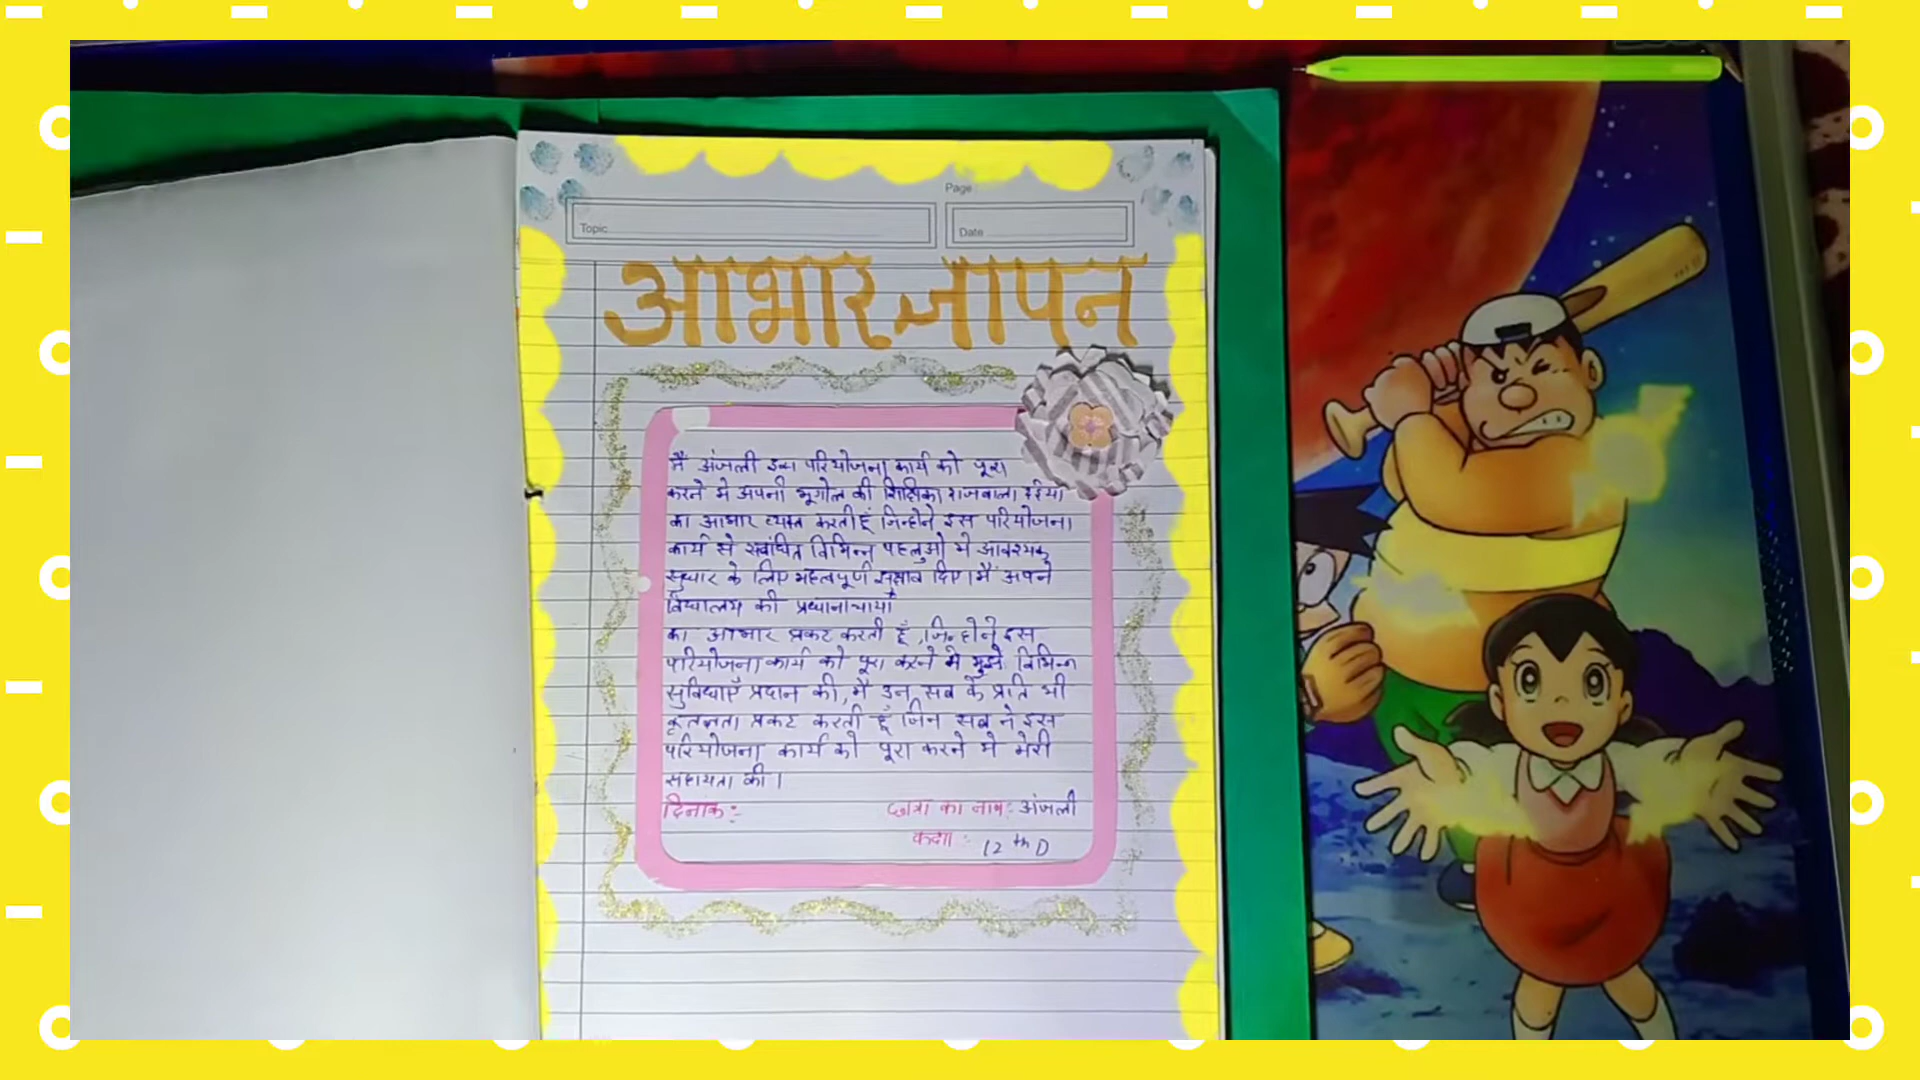 Page
Topic
Date
आभार ज्ञापन
मैं अंजली इस परियोजना कार्य को पूरा
करने मे अपनी भूगोल की शिक्षिका राजबाला
का आभार व्यक्त करती हूँ जिन्होने इस परियोजना
कार्य से संबंधित विभिन्न पहलुओ मे आवश्यक
सुधार के लिए महत्वपूर्ण सुझाव दिए। मैं अपने
विद्यालय की प्रधानाचार्या
का आभार प्रकट करती हूँ, जिन्होने इस
परियोजना कार्य को पूरा करने मे मुझे विभिन्न
सुविधाएँ प्रदान की, मैं उन सब के प्रति भी
कृतज्ञता प्रकट करती हूँ जिन सब ने इस
परियोजना कार्य को पूरा करने मे मेरी
सहायता की।
दिनांक:- छात्रा का नाम: अंजली
कक्षा: 12 th D